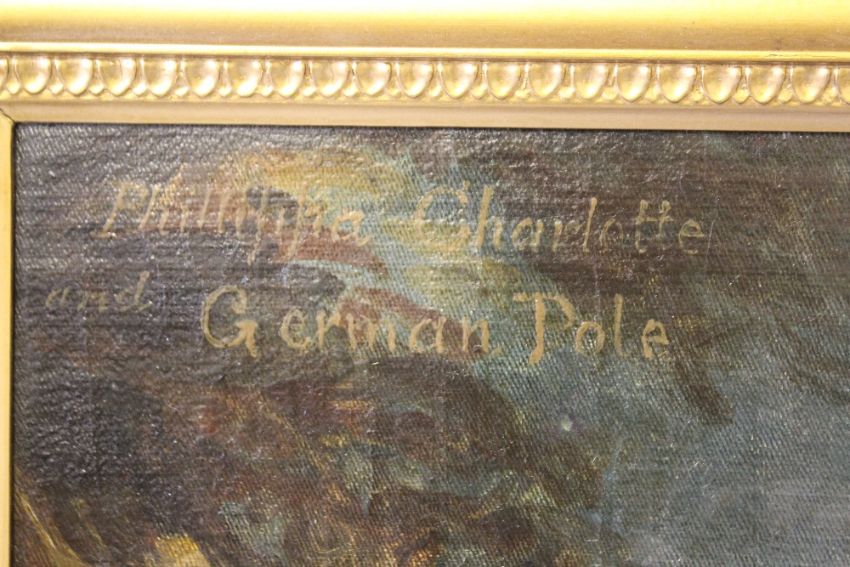 Phillippa Charlotte
and German Pole